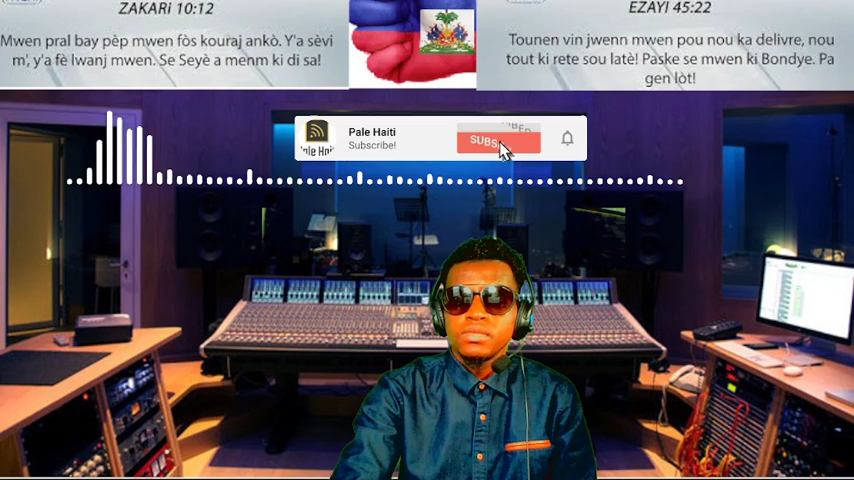 ZAKARi 10:12
Mwen pral bay pèp mwen fòs kouraj ankò. Y'a sèvi
m', y'a fè lwanj mwen. Se Seyè a menm ki di sa!
EZAYI 45:22
Tounen vin jwenn mwen pou nou ka delivre, nou
tout ki rete sou latè! Paske se mwen ki Bondye. Pa
gen lòt!
Pale Haiti
Subscribe!